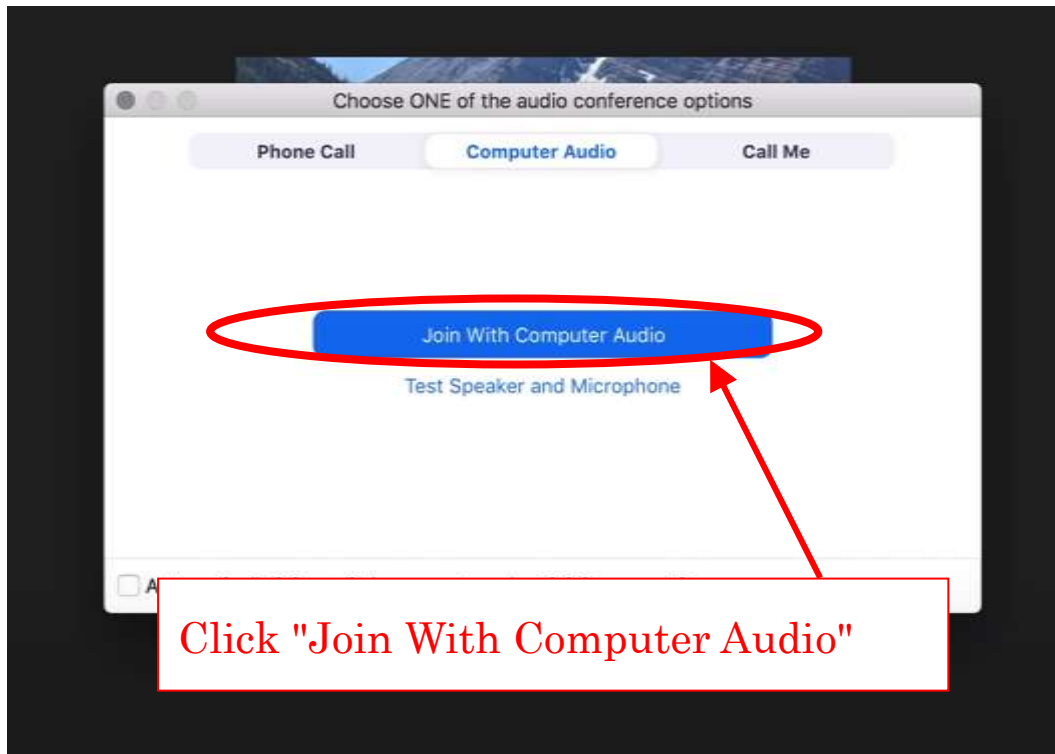 Choose ONE of the audio conference options
Phone Call Computer Audio Call Me
Join With Computer Audio
Test Speaker and Microphone
Click "Join With Computer Audio"